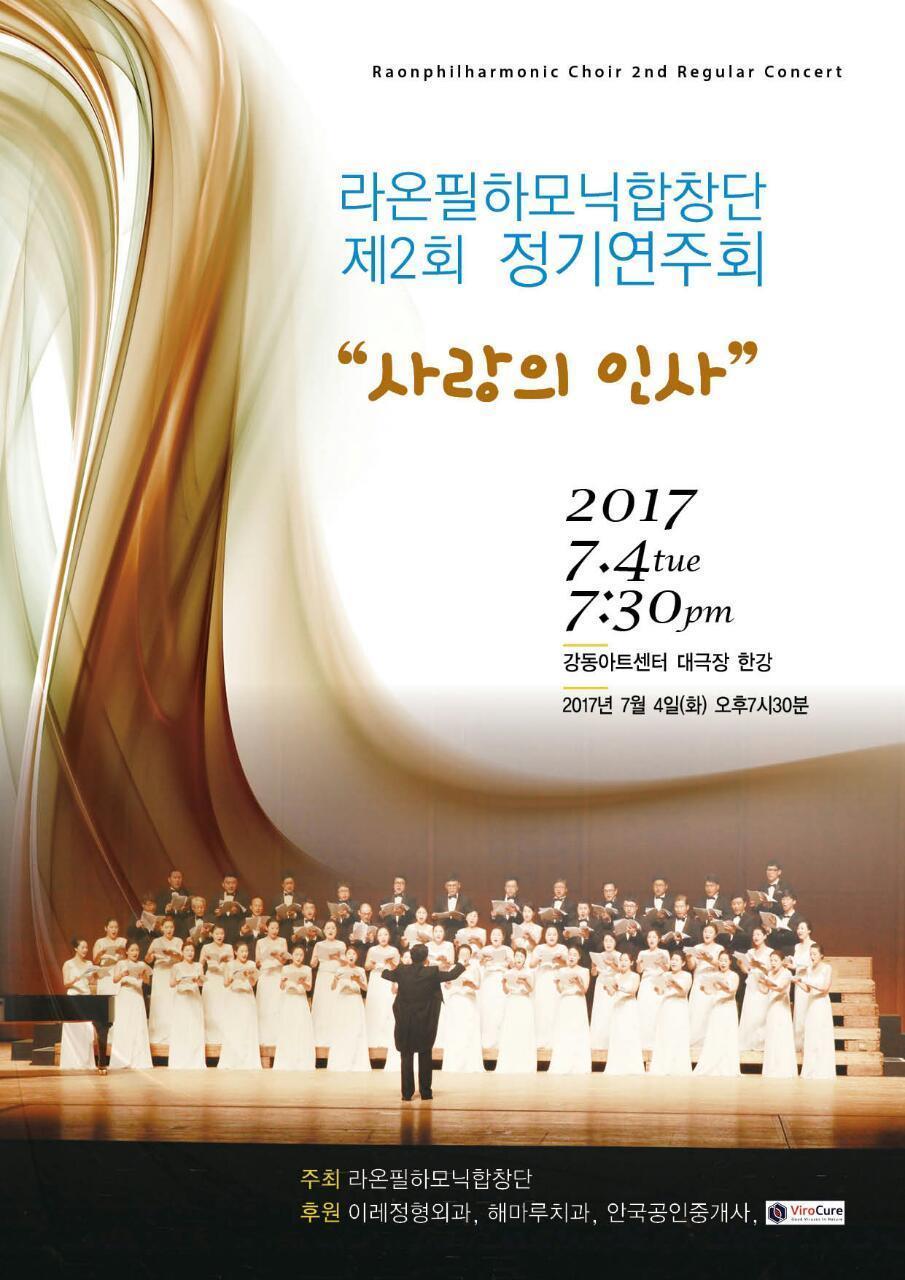 Raonphilharmonic Choir 2nd Regular Concert
라온필하모닉합창단
제2회 정기연주회
“사랑의 인사”
2017
7.4tue
7:30pm
강동아트센터 대극장 한강
2017년 7월 4일(화) 오후7시30분
주최 라온필하모닉합창단
후원 이레정형외과, 해마루치과, 안국공인중개사, ViroCure
Good Viruses in Nature